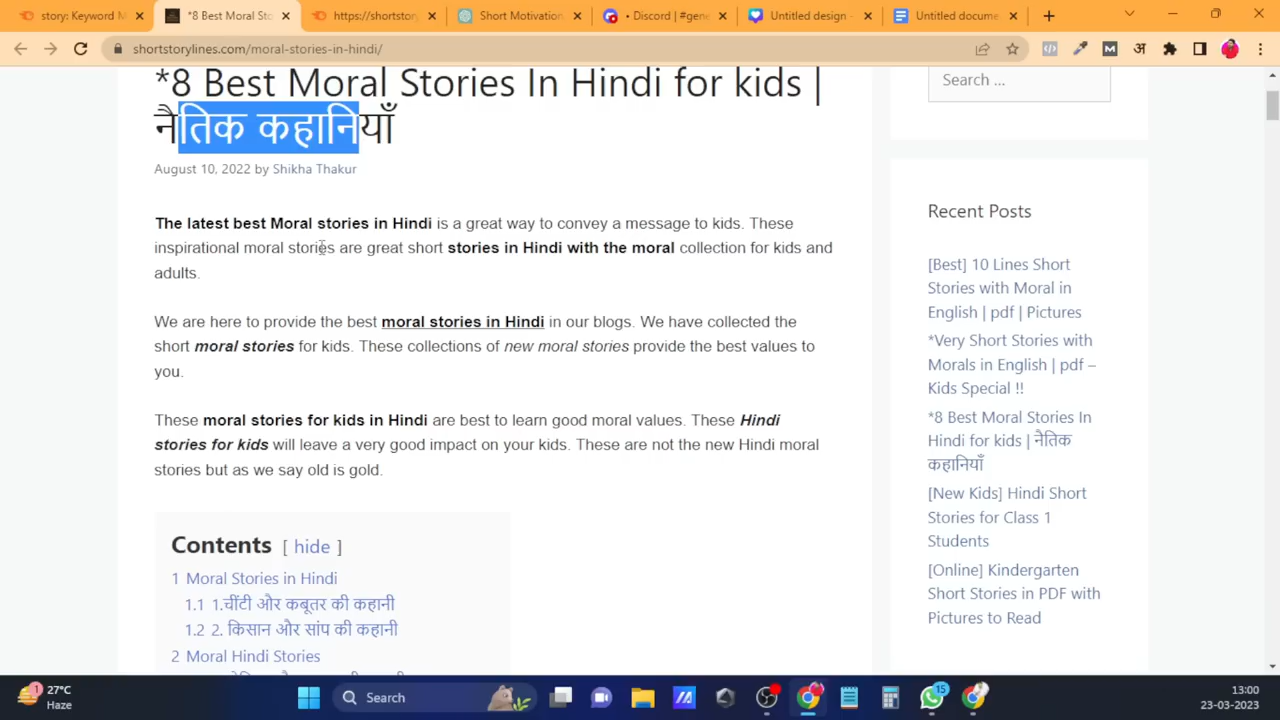 story: Keyword M
*8 Best Moral Sto
https://shortstor
Short Motivation
• Discord | #gene
Untitled design -
Untitled docume
shortstorylines.com/moral-stories-in-hindi/
*8 Best Moral Stories In Hindi for kids |
नैतिक कहानियाँ
August 10, 2022 by Shikha Thakur
The latest best Moral stories in Hindi is a great way to convey a message to kids. These
inspirational moral stories are great short stories in Hindi with the moral collection for kids and
adults.
We are here to provide the best moral stories in Hindi in our blogs. We have collected the
short moral stories for kids. These collections of new moral stories provide the best values to
you.
These moral stories for kids in Hindi are best to learn good moral values. These Hindi
stories for kids will leave a very good impact on your kids. These are not the new Hindi moral
stories but as we say old is gold.
Contents [ hide ]
1 Moral Stories in Hindi
1.1 1.चींटी और कबूतर की कहानी
1.2 2. किसान और सांप की कहानी
2 Moral Hindi Stories
Search ...
Recent Posts
[Best] 10 Lines Short
Stories with Moral in
English | pdf | Pictures
*Very Short Stories with
Morals in English | pdf –
Kids Special !!
*8 Best Moral Stories In
Hindi for kids | नैतिक
कहानियाँ
[New Kids] Hindi Short
Stories for Class 1
Students
[Online] Kindergarten
Stories in PDF with
Pictures to Read
1
27°C
Haze
Search
15
13:00
23-03-2023